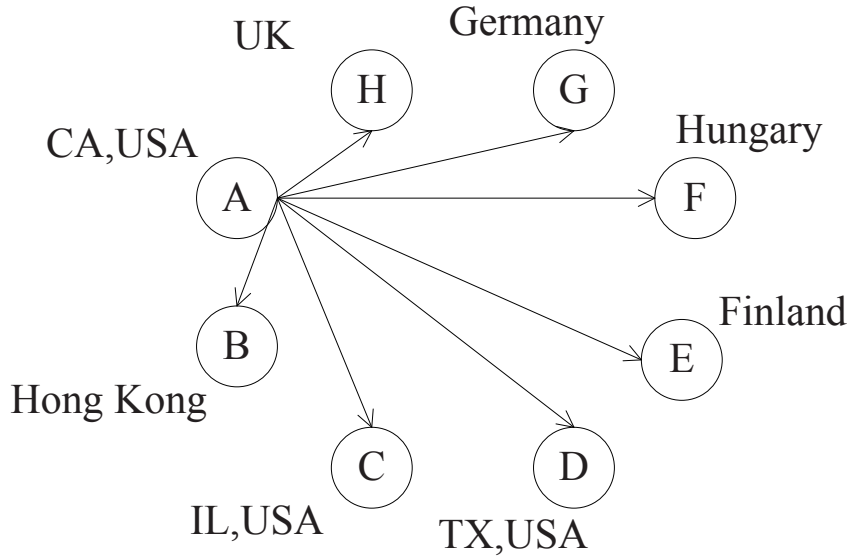 UK
Germany
H
G
CA,USA
Hungary
A
F
B
Finland
E
Hong Kong
C
D
IL,USA
TX,USA